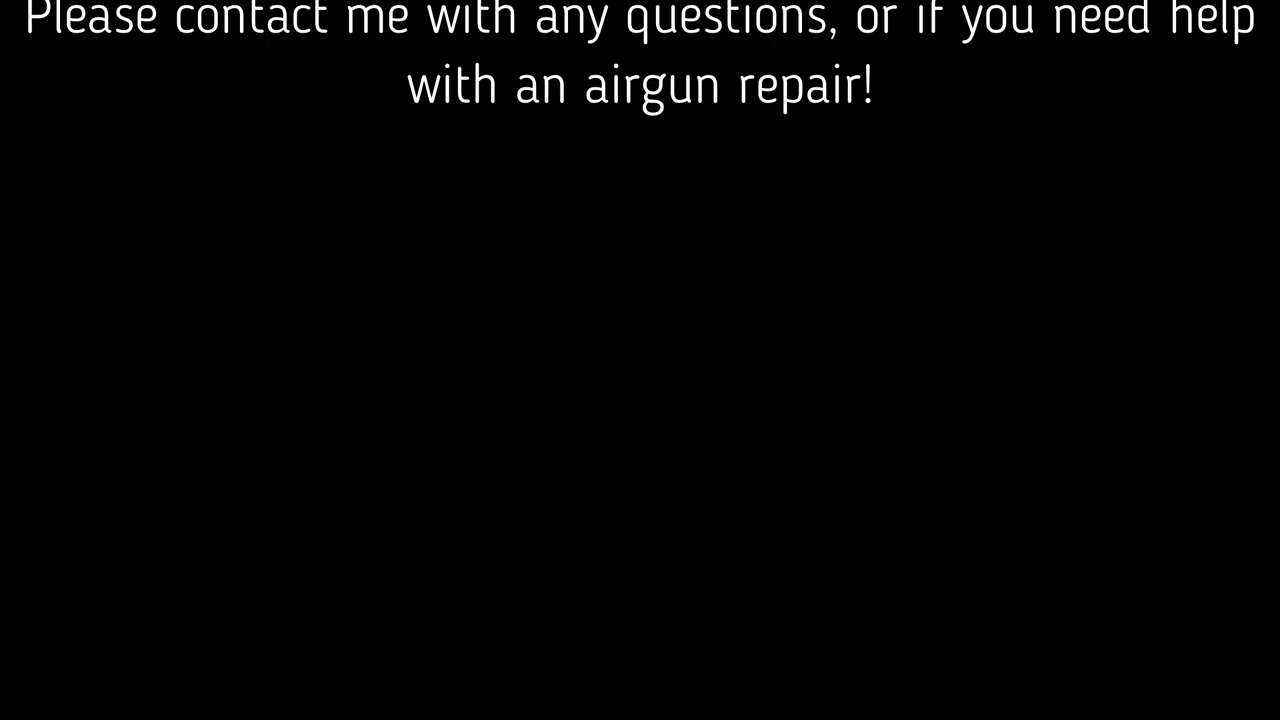 Please contact me with any questions, or if you need help
with an airgun repair!